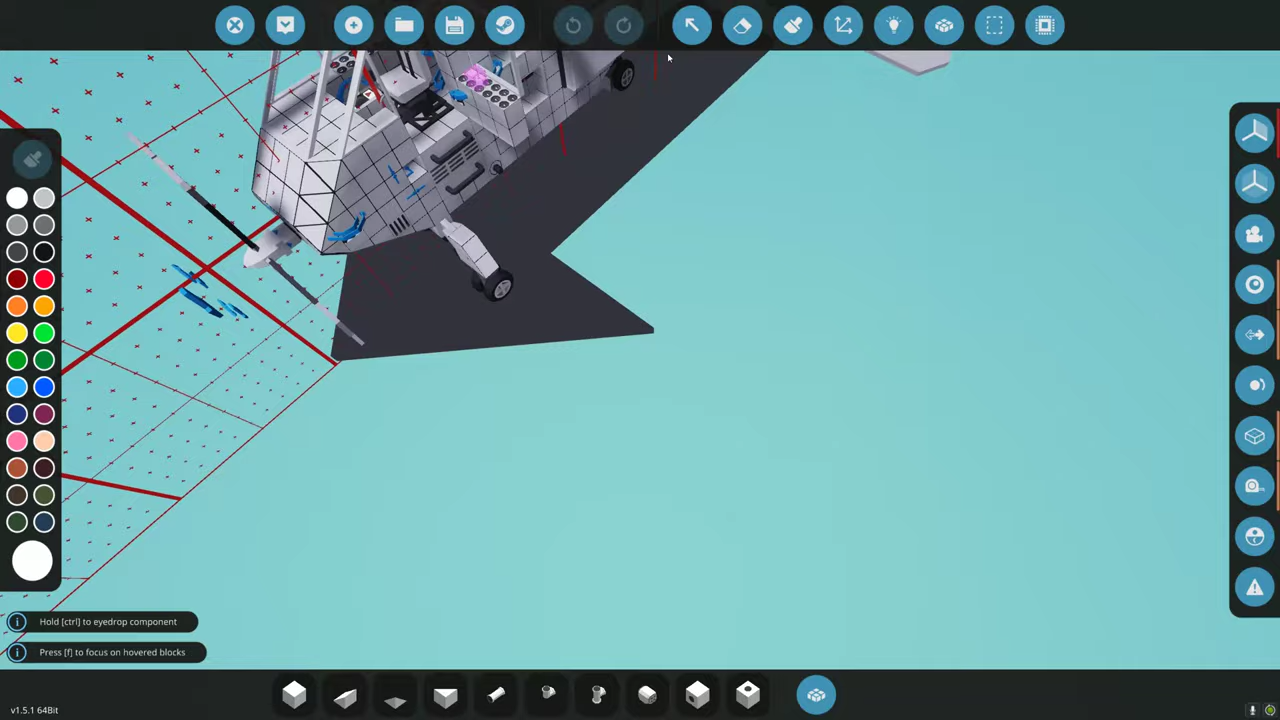 Hold [ctrl] to eyedrop component
Press [f] to focus on hovered blocks
v1.5.1 64Bit